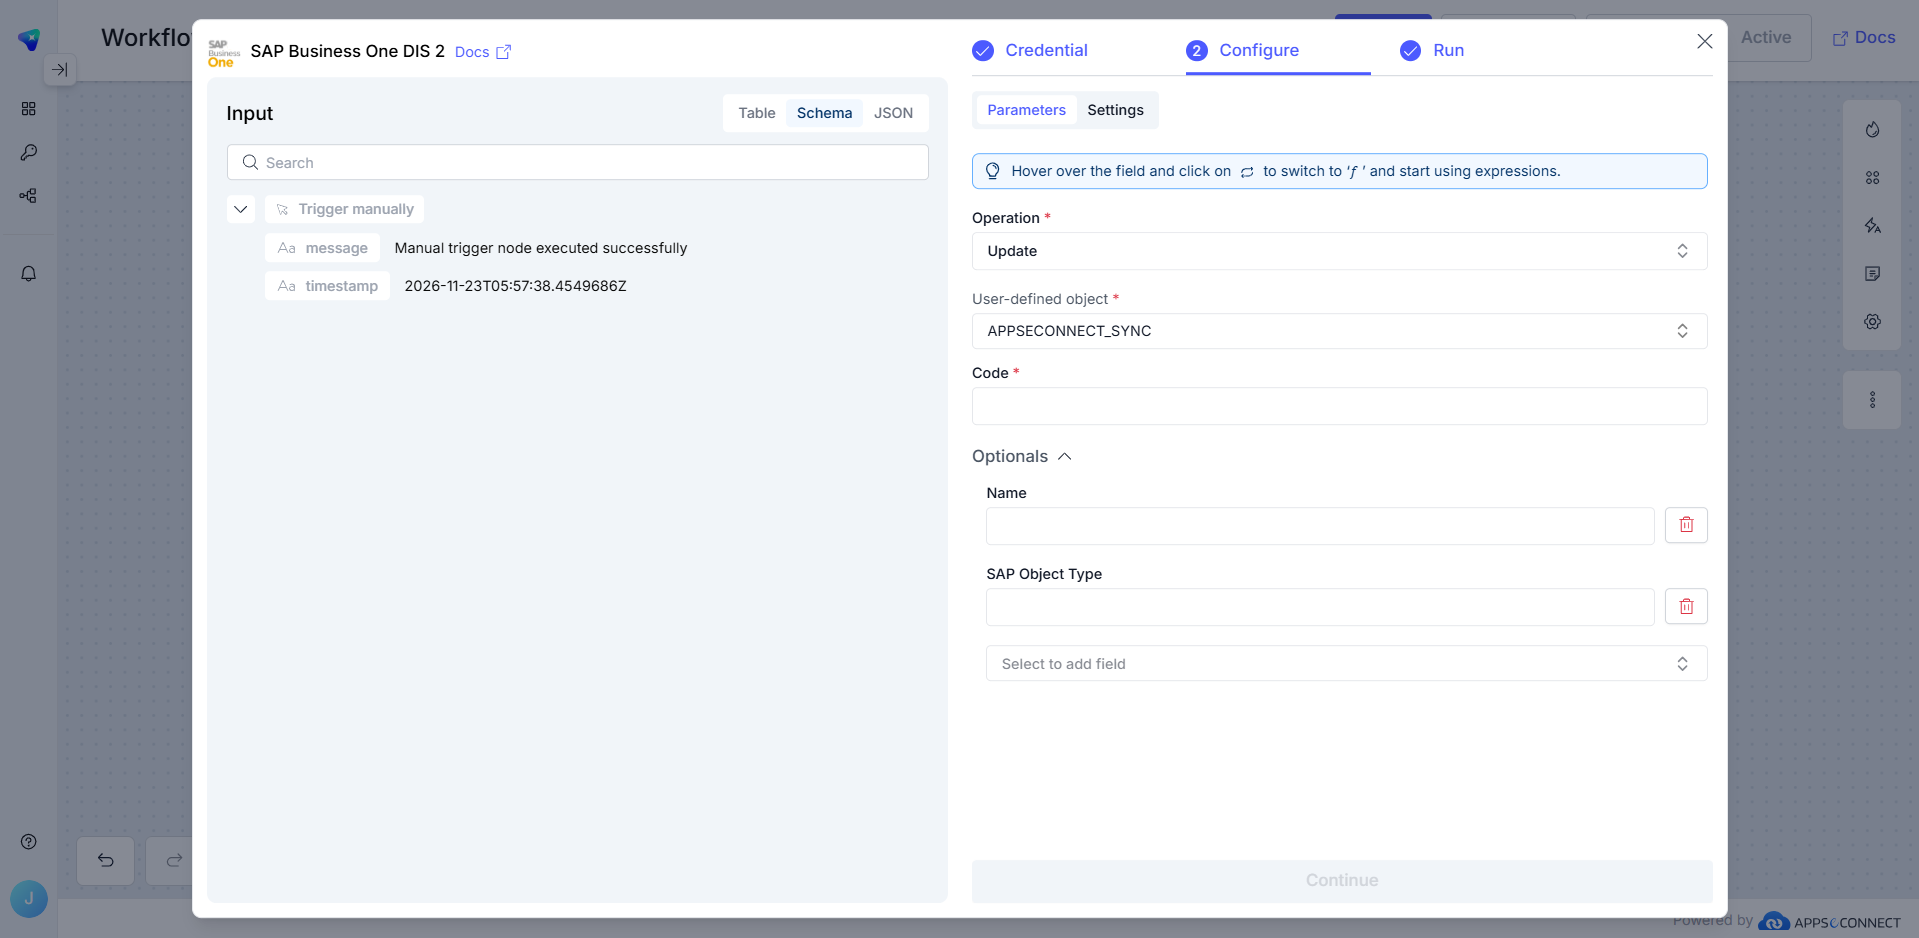 Workflo
Active
Docs
SAP
Business
One
SAP Business One DIS 2
Docs
Credential
2
Configure
Run
Input
Table
Schema
JSON
Parameters
Settings
Search
Hover over the field and click on to switch to 'ƒ ' and start using expressions.
Trigger manually
Aa message
Manual trigger node executed successfully
Aa timestamp
2026-11-23T05:57:38.4549686Z
Operation *
Update
User-defined object *
APPSECONNECT_SYNC
Code *
Optionals
Name
SAP Object Type
Select to add field
Continue
J
Powered by APPSeCONNECT